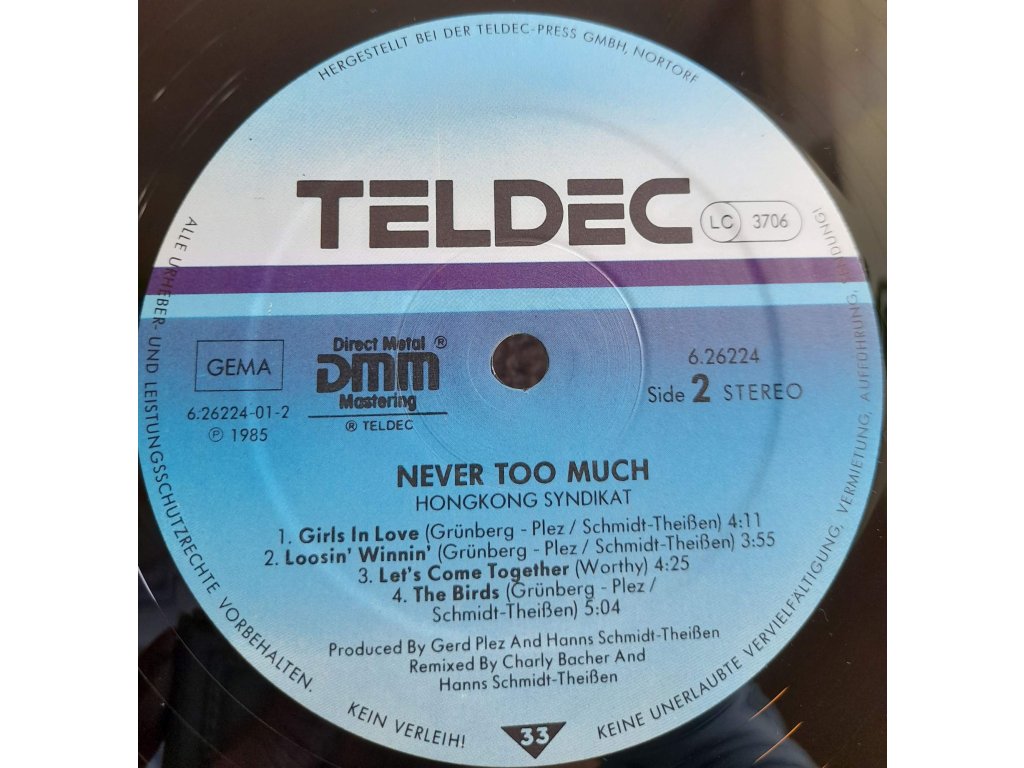 HERGESTELLT BEI DER TELDEC-PRESS GMBH, NORTORF
TELDEC
LC 3706
GEMA
6.26224-01-2
Ⓟ 1985
Direct Metal ®
DMM
Mastering
® TELDEC
6.26224
Side 2 STEREO
NEVER TOO MUCH
HONGKONG SYNDIKAT
1. Girls In Love (Grünberg - Plez / Schmidt-Theißen) 4:11
2. Loosin' Winnin' (Grünberg - Plez / Schmidt-Theißen) 3:55
3. Let's Come Together (Worthy) 4:25
4. The Birds (Grünberg - Plez /
Schmidt-Theißen) 5:04
Produced By Gerd Plez And Hanns Schmidt-Theißen
Remixed By Charly Bacher And
Hanns Schmidt-Theißen
33
ALLE URHEBER- UND LEISTUNGSSCHUTZRECHTE VORBEHALTEN.
KEIN VERLEIH!
KEINE UNERLAUBTE VERVIELFÄLTIGUNG, VERMIETUNG, AUFFÜHRUNG, SENDUNG!